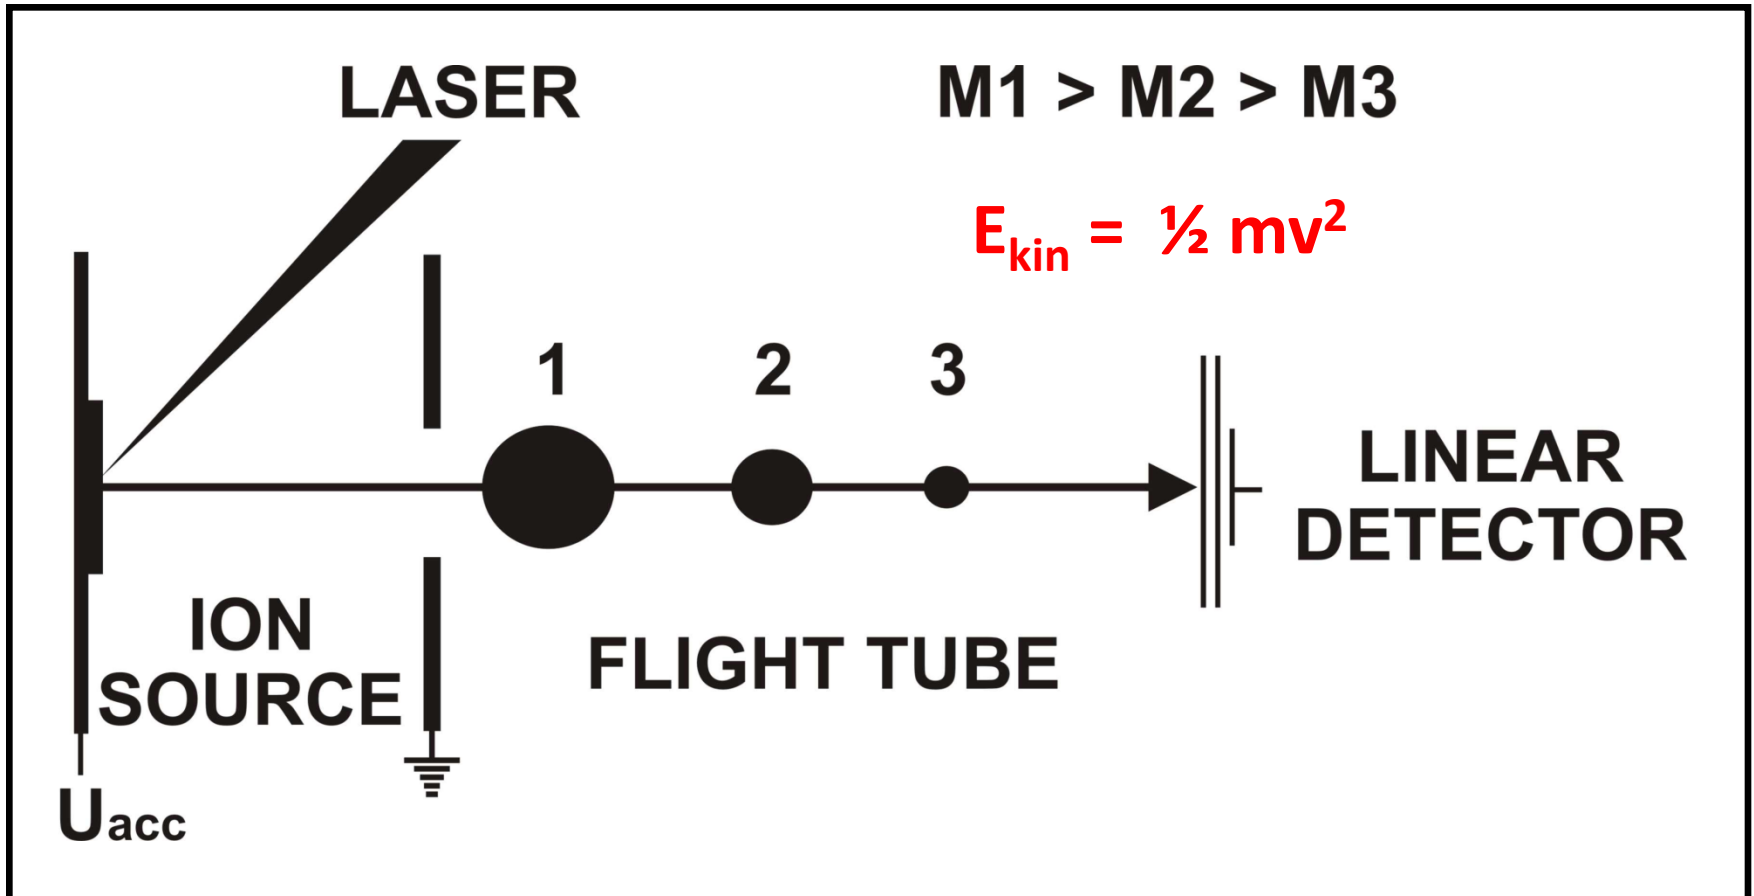 LASER
M1 > M2 > M3
Eₖᵢₙ = ½ mv²
1 2 3
LINEAR
DETECTOR
ION
SOURCE
FLIGHT TUBE
Uacc